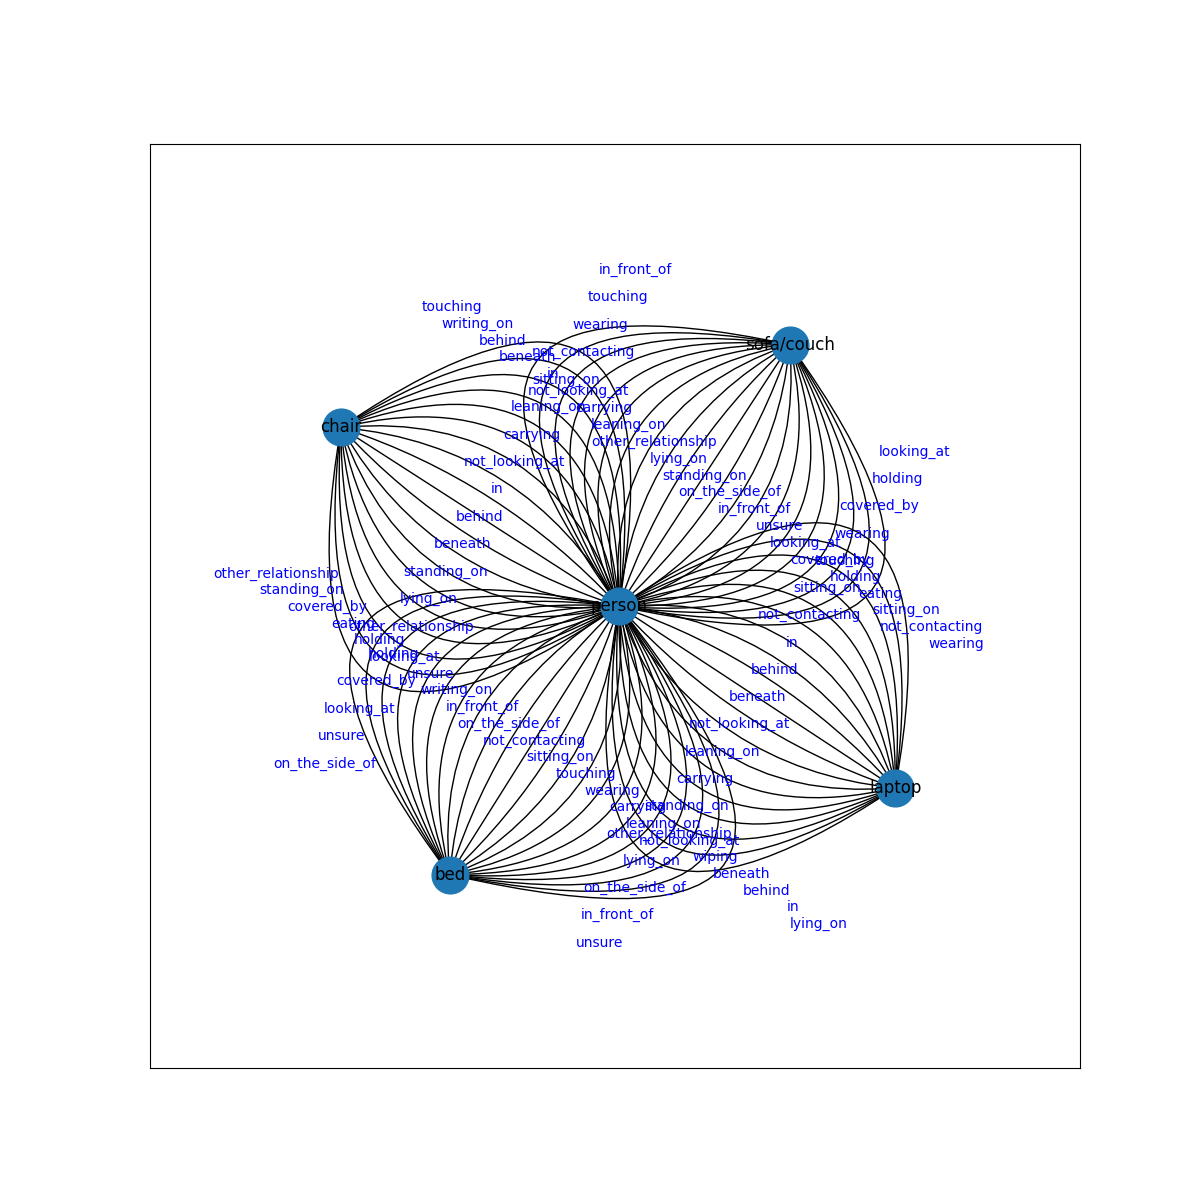 in_front_of
touching
touching
wearing
writing_on
behind
sofa/couch
not_contacting
beneath
in
sitting_on
not_looking_at
leaning_on
carrying
leaning_on
chair
carrying
other_relationship
looking_at
not_looking_at
lying_on
standing_on
holding
in
on_the_side_of
covered_by
in_front_of
behind
unsure
wearing
beneath
looking_at
covered_by
touching
standing_on
other_relationship
holding
standing_on
sitting_on
eating
lying_on
covered_by
person
sitting_on
not_contacting
eating
other_relationship
not_contacting
holding
in
wearing
holding
looking_at
behind
unsure
covered_by
writing_on
beneath
in_front_of
looking_at
on_the_side_of
not_looking_at
unsure
not_contacting
leaning_on
sitting_on
on_the_side_of
touching
carrying
laptop
wearing
carrying
standing_on
leaning_on
other_relationship
not_looking_at
wiping
lying_on
bed
beneath
on_the_side_of
behind
in
in_front_of
lying_on
unsure